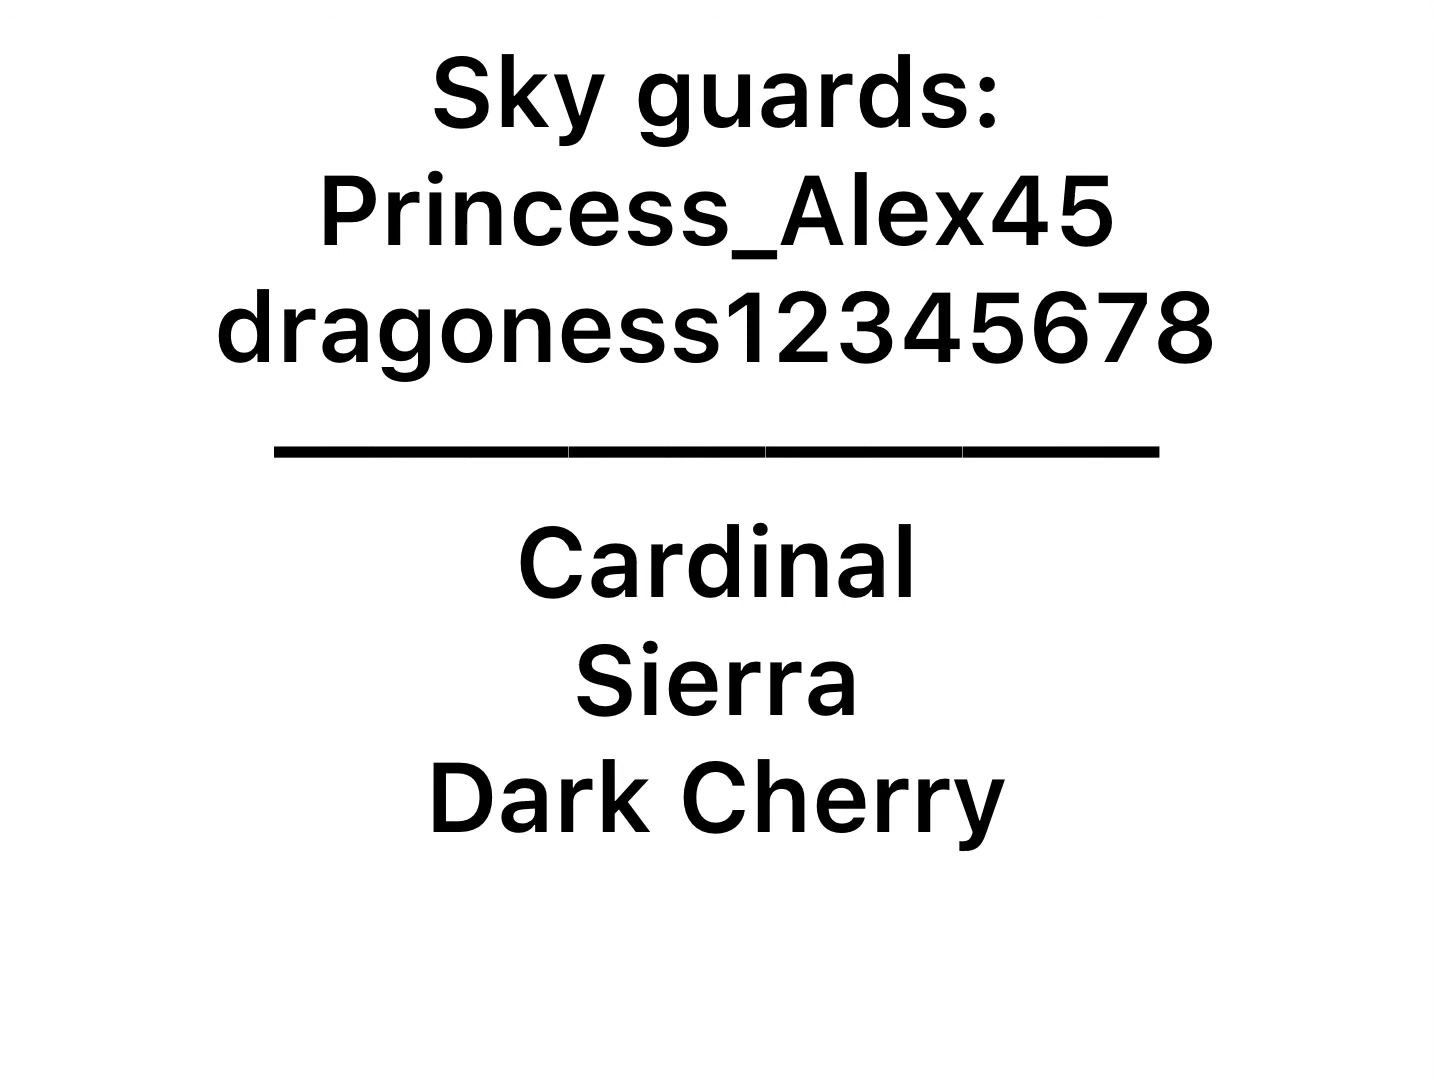 Sky guards:
Princess_Alex45
dragoness12345678
—————————
Cardinal
Sierra
Dark Cherry